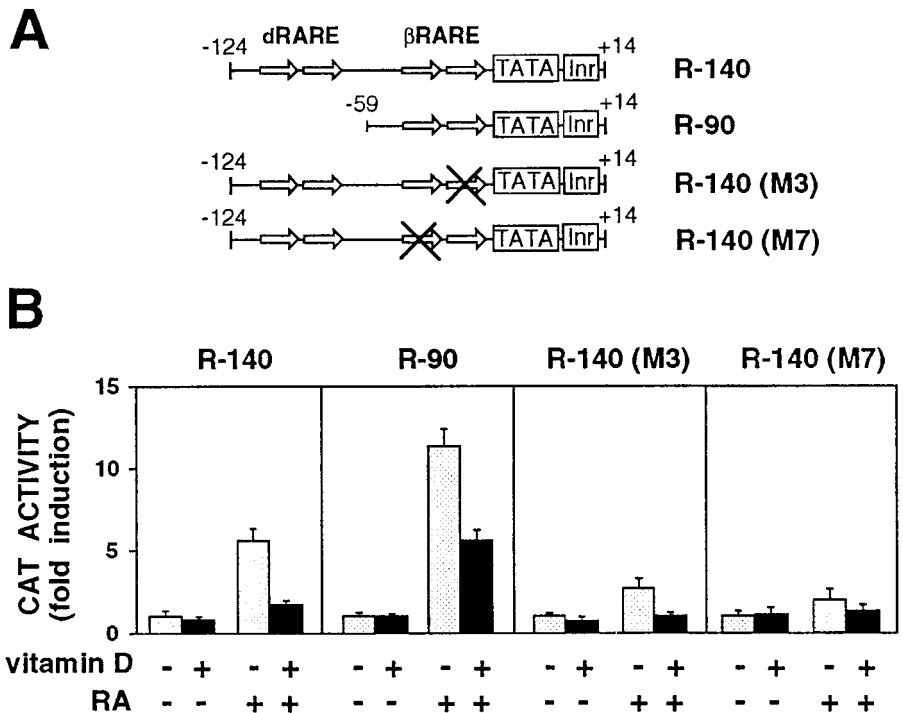 A
dRARE βRARE
-124 TATA Inr +14 R-140
-59 TATA Inr +14 R-90
-124 TATA Inr +14 R-140 (M3)
-124 TATA Inr +14 R-140 (M7)
B
R-140 R-90 R-140 (M3) R-140 (M7)
CAT ACTIVITY
(fold induction)
15
10
5
0
vitamin D - + - + - + - + - + - + - + - +
RA - - + + - - + + - - + + - - + +